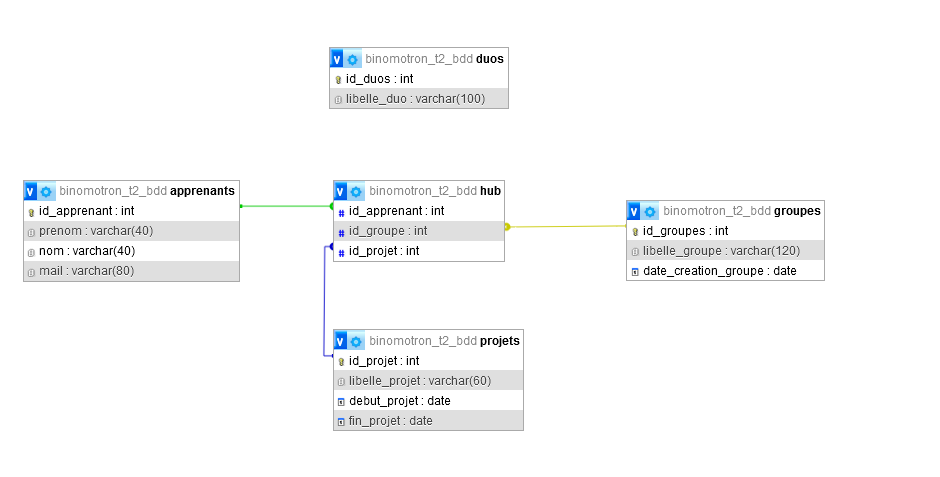 binomotron_t2_bdd duos
id_duos : int
libelle_duo : varchar(100)
binomotron_t2_bdd apprenants
id_apprenant : int
prenom : varchar(40)
nom : varchar(40)
mail : varchar(80)
binomotron_t2_bdd hub
id_apprenant : int
id_groupe : int
id_projet : int
binomotron_t2_bdd groupes
id_groupes : int
libelle_groupe : varchar(120)
date_creation_groupe : date
binomotron_t2_bdd projets
id_projet : int
libelle_projet : varchar(60)
debut_projet : date
fin_projet : date